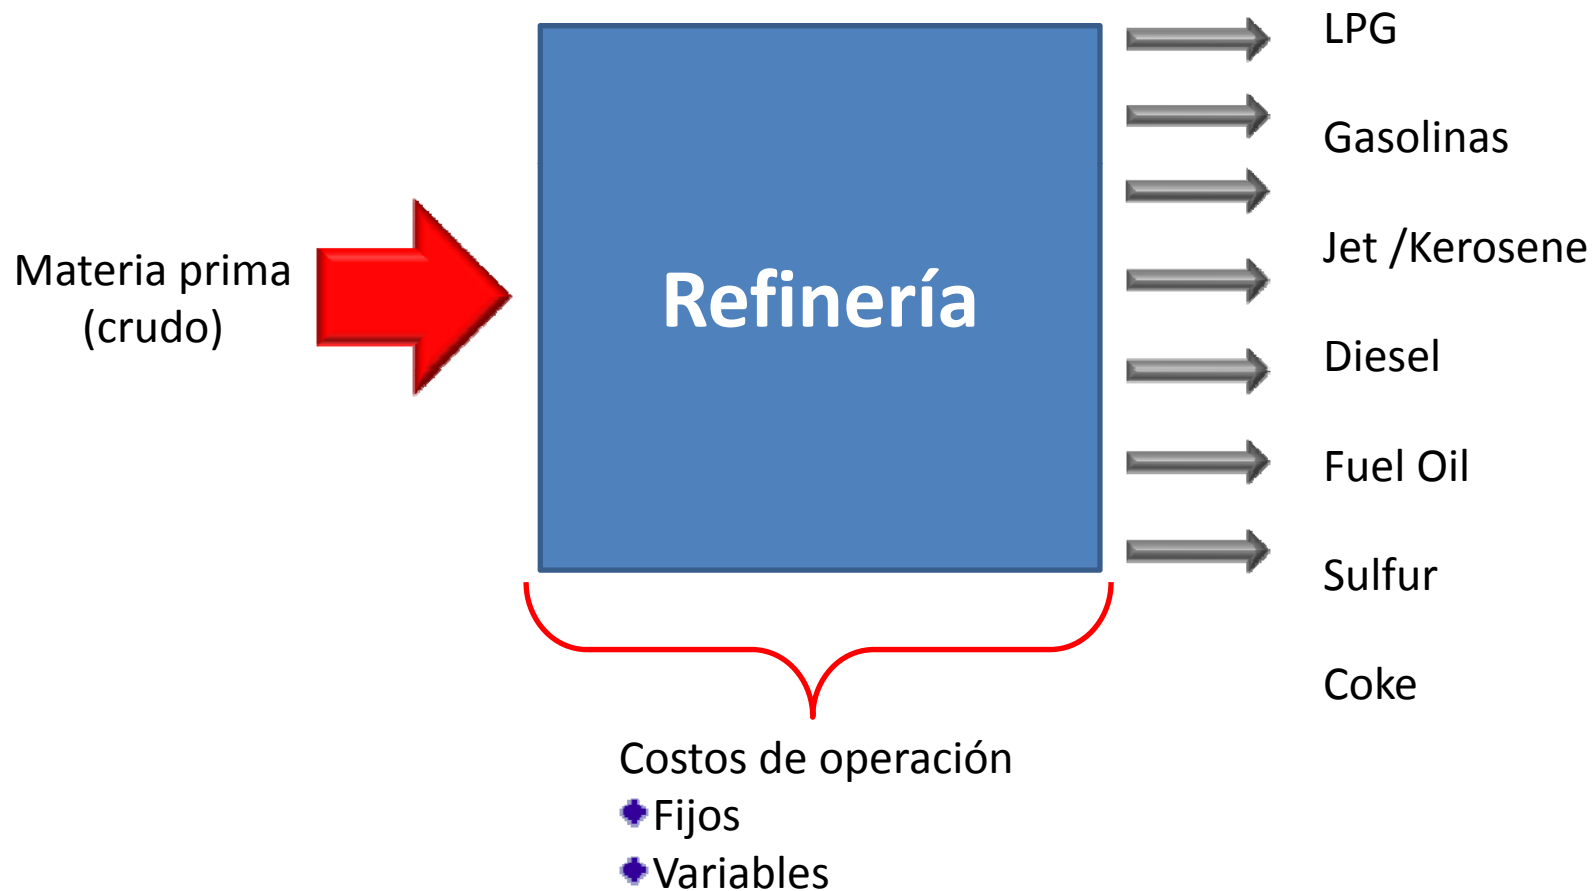 Materia prima
(crudo)
Refinería
LPG
Gasolinas
Jet /Kerosene
Diesel
Fuel Oil
Sulfur
Coke
Costos de operación
Fijos
Variables